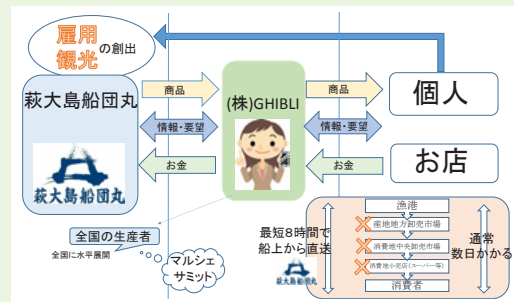 雇用
観光の創出
萩大島船団丸
萩大島船団丸
商品
情報・要望
お金
(株)GHIBLI
商品
情報・要望
お金
個人
お店
全国の生産者
全国に水平展開
マルシェ
サミット
最短8時間で
船上から直送
萩大島船団丸
漁港
産地地方卸売市場
消費地中央卸売市場
消費地小売店(スーパー等)
消費者
通常
数日かかる